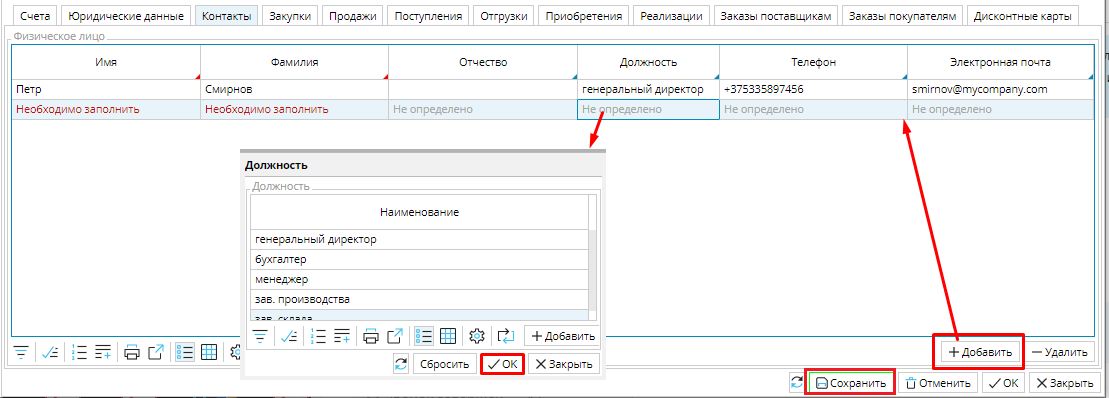 Счета Юридические данные Контакты Закупки Продажи Поступления Отгрузки Приобретения Реализации Заказы поставщикам Заказы покупателям Дисконтные карты
Физическое лицо
Имя Фамилия Отчество Должность Телефон Электронная почта
Петр Смирнов генеральный директор +375335897456 smirnov@mycompany.com
Необходимо заполнить Необходимо заполнить Не определено Не определено Не определено Не определено
Должность
Должность
Наименование
генеральный директор
бухгалтер
менеджер
зав. производства
зав. склада
Добавить
Сбросить OK Закрыть
Добавить Удалить
Сохранить Отменить OK Закрыть